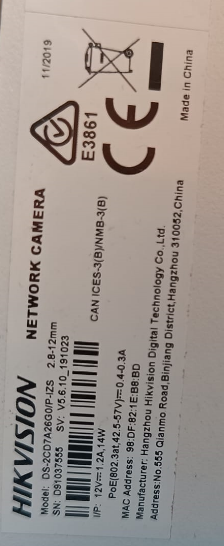 HIKVISION
NETWORK CAMERA
Model: DS-2CD7A26G0/P-IZS 2.8-12mm
SN: D91037555 SV: V5.6.10_191023
CAN ICES-3(B)/NMB-3(B)
I/P: 12V⎓1.2A,14W
PoE(802.3at,42.5-57V)⎓0.4-0.3A
MAC Address: 98:DF:82:1E:B8:BD
Manufacturer: Hangzhou Hikvision Digital Technology Co.,Ltd.
Address:No.555 Qianmo Road,Binjiang District,Hangzhou 310052,China
11/2019
E3861
CE
Made in China